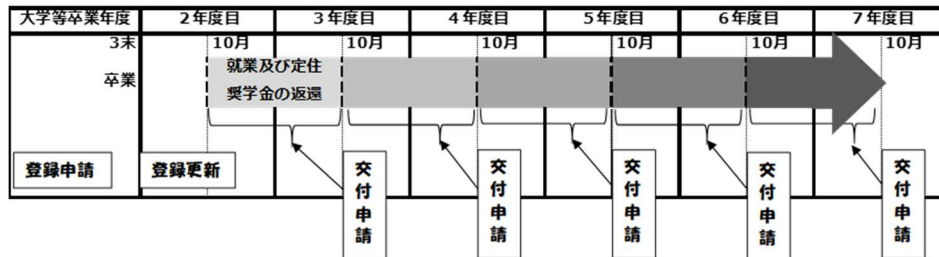 大学等卒業年度 2年度目 3年度目 4年度目 5年度目 6年度目 7年度目
3末 10月 10月 10月 10月 10月 10月
卒業
就業及び定住
奨学金の返還
登録申請 登録更新
交付申請
交付申請
交付申請
交付申請
交付申請